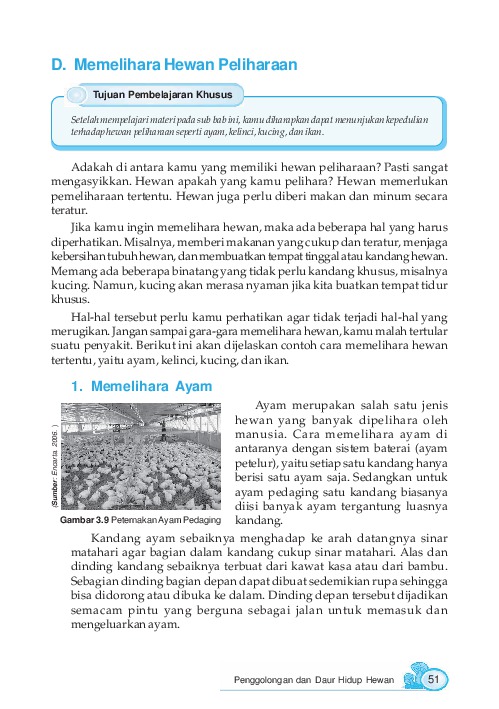 D. Memelihara Hewan Peliharaan
Tujuan Pembelajaran Khusus
Setelah mempelajari materi pada sub bab ini, kamu diharapkan dapat menunjukan kepedulian
terhadap hewan peliharaan seperti ayam, kelinci, kucing, dan ikan.
Adakah di antara kamu yang memiliki hewan peliharaan? Pasti sangat
mengasyikkan. Hewan apakah yang kamu pelihara? Hewan memerlukan
pemeliharaan tertentu. Hewan juga perlu diberi makan dan minum secara
teratur.
Jika kamu ingin memelihara hewan, maka ada beberapa hal yang harus
diperhatikan. Misalnya, memberi makanan yang cukup dan teratur, menjaga
kebersihan tubuh hewan, dan membuatkan tempat tinggal atau kandang hewan.
Memang ada beberapa binatang yang tidak perlu kandang khusus, misalnya
kucing. Namun, kucing akan merasa nyaman jika kita buatkan tempat tidur
khusus.
Hal-hal tersebut perlu kamu perhatikan agar tidak terjadi hal-hal yang
merugikan. Jangan sampai gara-gara memelihara hewan, kamu malah tertular
suatu penyakit. Berikut ini akan dijelaskan contoh cara memelihara hewan
tertentu, yaitu ayam, kelinci, kucing, dan ikan.
1. Memelihara Ayam
(Sumber: Encarta, 2006.)
Gambar 3.9 Peternakan Ayam Pedaging
Ayam merupakan salah satu jenis
hewan yang banyak dipelihara oleh
manusia. Cara memelihara ayam di
antaranya dengan sistem baterai (ayam
petelur), yaitu setiap satu kandang hanya
berisi satu ayam saja. Sedangkan untuk
ayam pedaging satu kandang biasanya
diisi banyak ayam tergantung luasnya
kandang.
Kandang ayam sebaiknya menghadap ke arah datangnya sinar
matahari agar bagian dalam kandang cukup sinar matahari. Alas dan
dinding kandang sebaiknya terbuat dari kawat kasa atau dari bambu.
Sebagian dinding bagian depan dapat dibuat sedemikian rupa sehingga
bisa didorong atau dibuka ke dalam. Dinding depan tersebut dijadikan
semacam pintu yang berguna sebagai jalan untuk memasuk dan
mengeluarkan ayam.
Penggolongan dan Daur Hidup Hewan 51